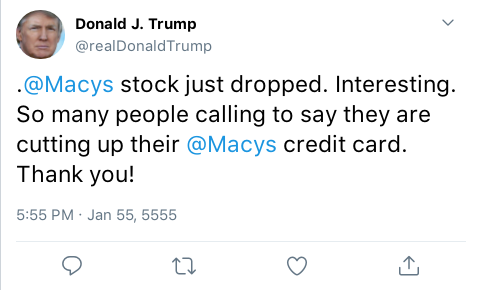 Donald J. Trump
@realDonaldTrump
.@Macys stock just dropped. Interesting.
So many people calling to say they are
cutting up their @Macys credit card.
Thank you!
5:55 PM · Jan 55, 5555